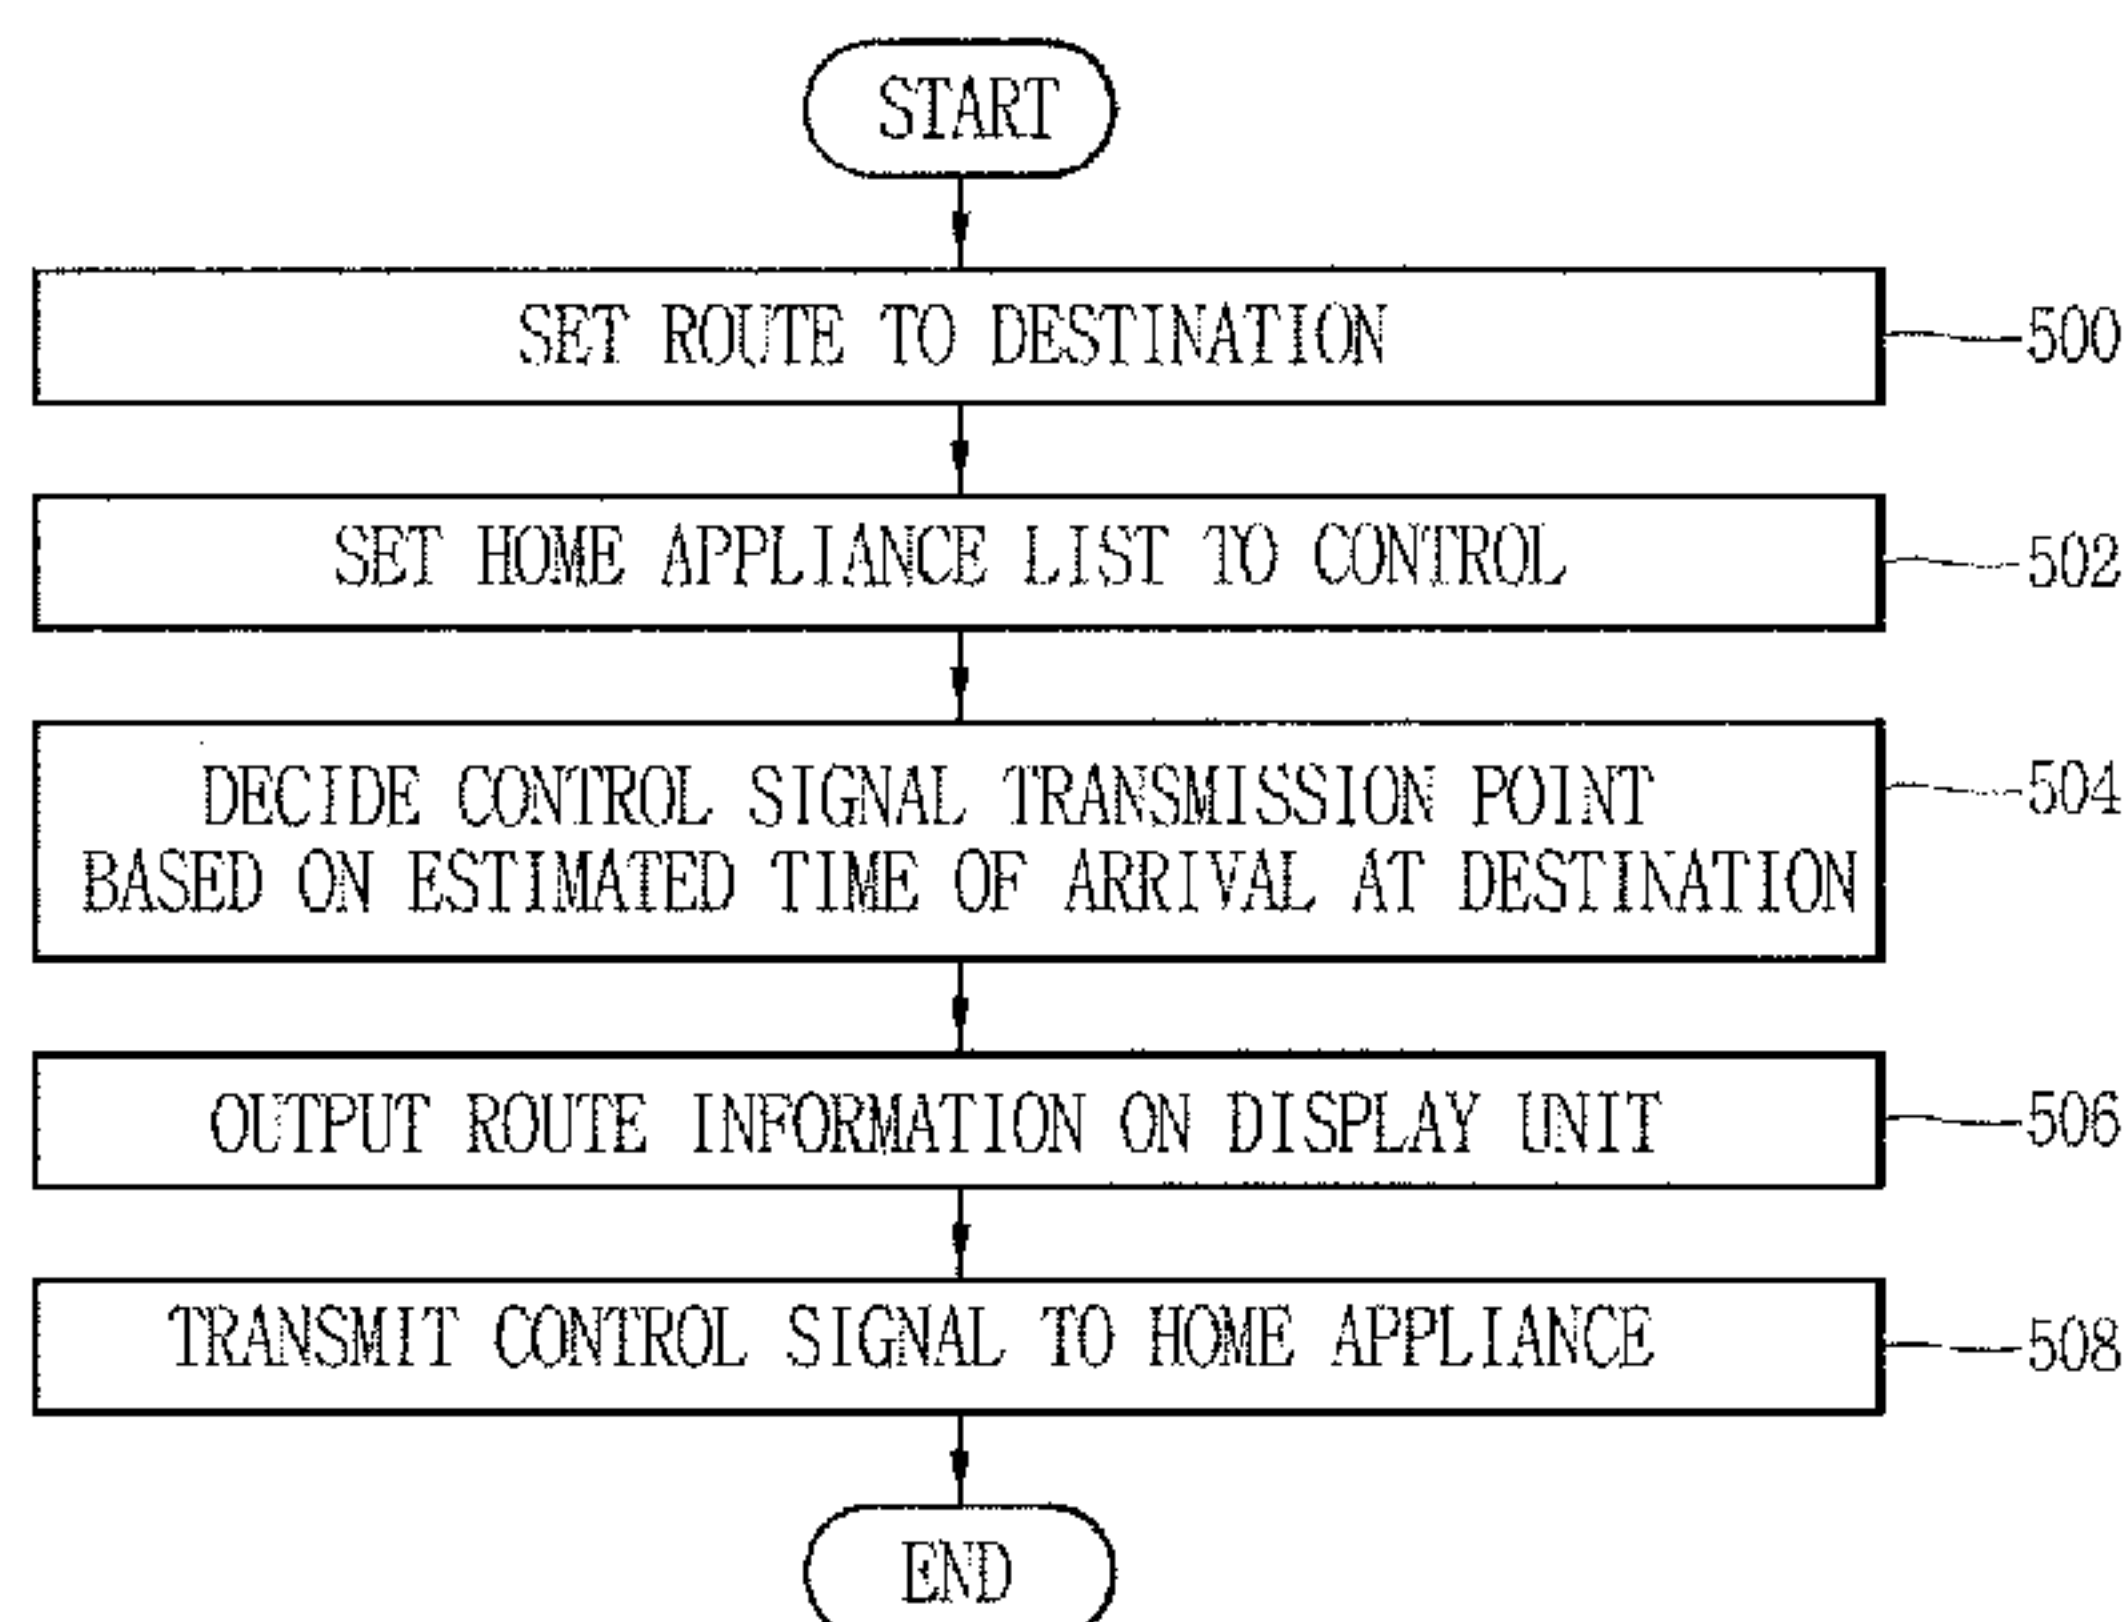 START
SET ROUTE TO DESTINATION
500
SET HOME APPLIANCE LIST TO CONTROL
502
DECIDE CONTROL SIGNAL TRANSMISSION POINT
504
BASED ON ESTIMATED TIME OF ARRIVAL AT DESTINATION
OUTPUT ROUTE INFORMATION ON DISPLAY UNIT
506
TRANSMIT CONTROL SIGNAL TO HOME APPLIANCE
508
END